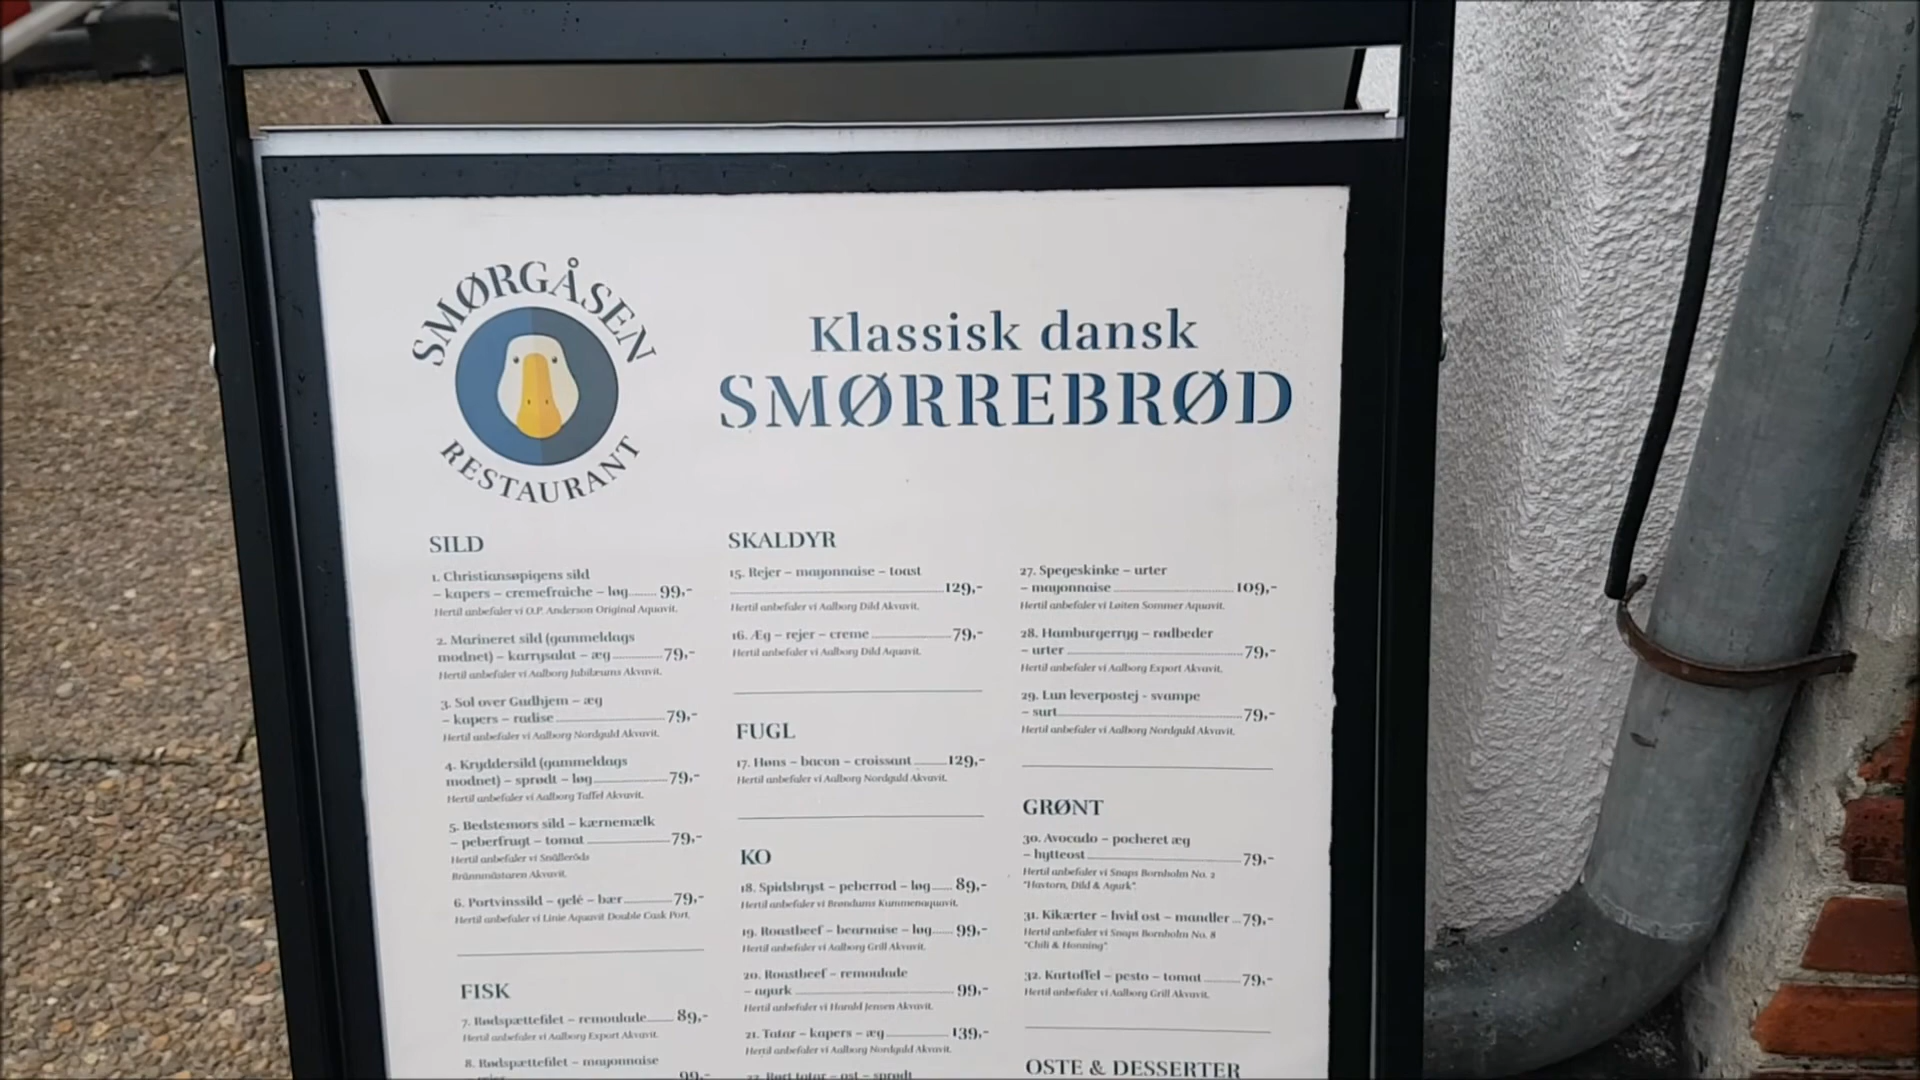 SMØRGÅSEN
RESTAURANT
Klassisk dansk
SMØRREBRØD
SILD
1. Christiansøpigens sild
– kapers – cremefraiche – løg 99,-
Hertil anbefaler vi O.P. Anderson Original Aquavit.
2. Marineret sild (gammeldags
modnet) – karrysalat – æg 79,-
Hertil anbefaler vi Aalborg Jubilæums Akvavit.
3. Sol over Gudhjem – æg
– kapers – radise 79,-
Hertil anbefaler vi Aalborg Nordguld Akvavit.
4. Kryddersild (gammeldags
modnet) – sprødt – løg 79,-
Hertil anbefaler vi Aalborg Taffel Akvavit.
5. Bedstemors sild – kærnemælk
– peberfrugt – tomat 79,-
Hertil anbefaler vi Snälleröds
Brännmästaren Akvavit.
6. Portvinssild – gelé – bær 79,-
Hertil anbefaler vi Linie Aquavit Double Cask Port.
FISK
7. Rødspættefilet – remoulade 89,-
Hertil anbefaler vi Aalborg Export Akvavit.
8. Rødspættefilet – mayonnaise
99,-
SKALDYR
15. Rejer – mayonnaise – toast
129,-
Hertil anbefaler vi Aalborg Dild Akvavit.
16. Æg – rejer – creme 79,-
Hertil anbefaler vi Aalborg Dild Aquavit.
FUGL
17. Høns – bacon – croissant 129,-
Hertil anbefaler vi Aalborg Nordguld Akvavit.
KO
18. Spidsbryst – peberrod – løg 89,-
Hertil anbefaler vi Brøndums Kummenaquavit.
19. Roastbeef – bearnaise – løg 99,-
Hertil anbefaler vi Aalborg Grill Akvavit.
20. Roastbeef – remoulade
– agurk 99,-
Hertil anbefaler vi Harald Jensen Akvavit.
21. Tatar – kapers – æg 139,-
Hertil anbefaler vi Aalborg Nordguld Akvavit.
22. Rørt tatar – ost – sprødt
27. Spegeskinke – urter
– mayonnaise 109,-
Hertil anbefaler vi Løiten Sommer Aquavit.
28. Hamburgerryg – rødbeder
– urter 79,-
Hertil anbefaler vi Aalborg Export Akvavit.
29. Lun leverpostej - svampe
– surt 79,-
Hertil anbefaler vi Aalborg Nordguld Akvavit.
GRØNT
30. Avocado – pocheret æg
– hytteost 79,-
Hertil anbefaler vi Snaps Bornholm No. 2
"Havtorn, Dild & Agurk".
31. Kikærter – hvid ost – mandler 79,-
Hertil anbefaler vi Snaps Bornholm No. 8
"Chili & Honning".
32. Kartoffel – pesto – tomat 79,-
Hertil anbefaler vi Aalborg Grill Akvavit.
OSTE & DESSERTER